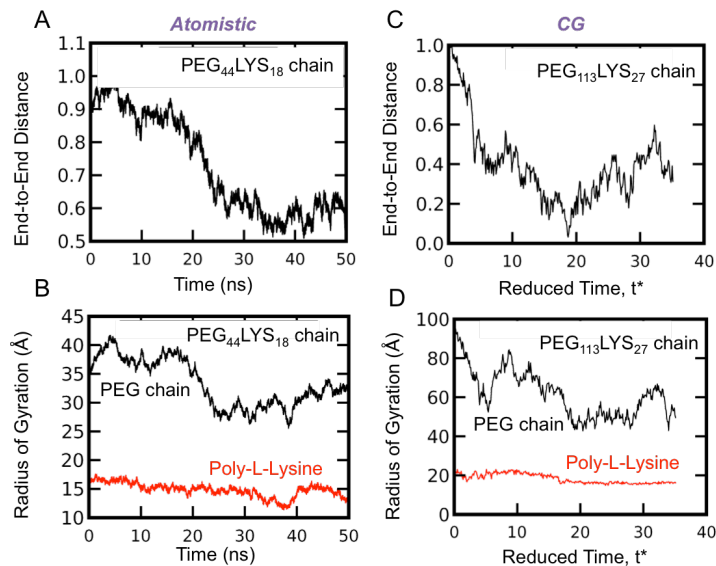 A
Atomistic
1.1
1.0
0.9
0.8
0.7
0.6
0.5
End-to-End Distance
PEG44LYS18 chain
0 10 20 30 40 50
Time (ns)
C
CG
1.0
0.8
0.6
0.4
0.2
0.0
End-to-End Distance
PEG113LYS27 chain
0 10 20 30 40
Reduced Time, t*
B
45
40
35
30
25
20
15
10
Radius of Gyration (Å)
PEG44LYS18 chain
PEG chain
Poly-L-Lysine
0 10 20 30 40 50
Time (ns)
D
100
80
60
40
20
0
Radius of Gyration (Å)
PEG113LYS27 chain
PEG chain
Poly-L-Lysine
0 10 20 30 40
Reduced Time, t*